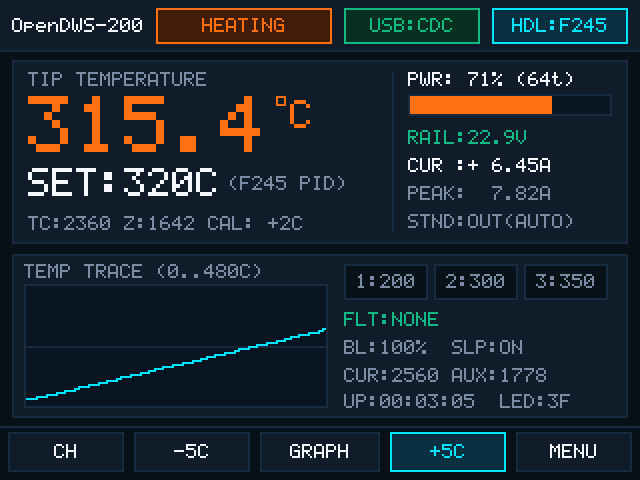 OpenDWS-200 HEATING USB:CDC HDL:F245
TIP TEMPERATURE
315.4°C
SET:320C (F245 PID)
TC:2360 Z:1642 CAL: +2C
PWR: 71% (64t)
RAIL:22.9V
CUR :+ 6.45A
PEAK: 7.82A
STND:OUT(AUTO)
TEMP TRACE (0..480C)
1:200 2:300 3:350
FLT:NONE
BL:100% SLP:ON
CUR:2560 AUX:1778
UP:00:03:05 LED:3F
CH -5C GRAPH +5C MENU